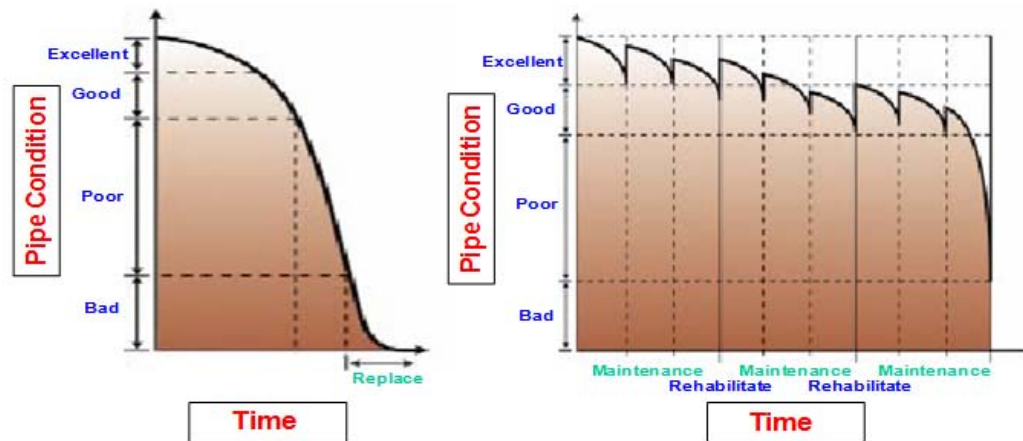 Excellent
Good
Poor
Bad
Pipe Condition
Replace
Time
Excellent
Good
Poor
Bad
Pipe Condition
Maintenance
Rehabilitate
Maintenance
Rehabilitate
Maintenance
Time